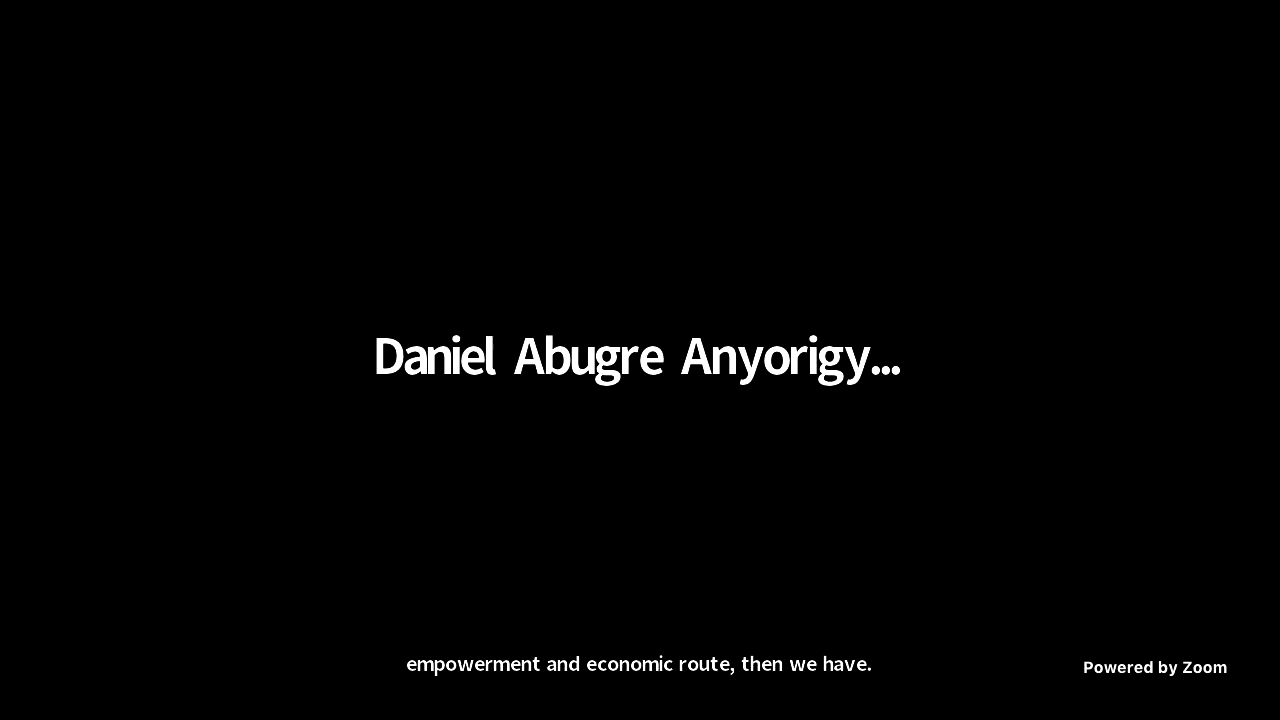 Daniel Abugre Anyorigy...
empowerment and economic route, then we have.
Powered by Zoom